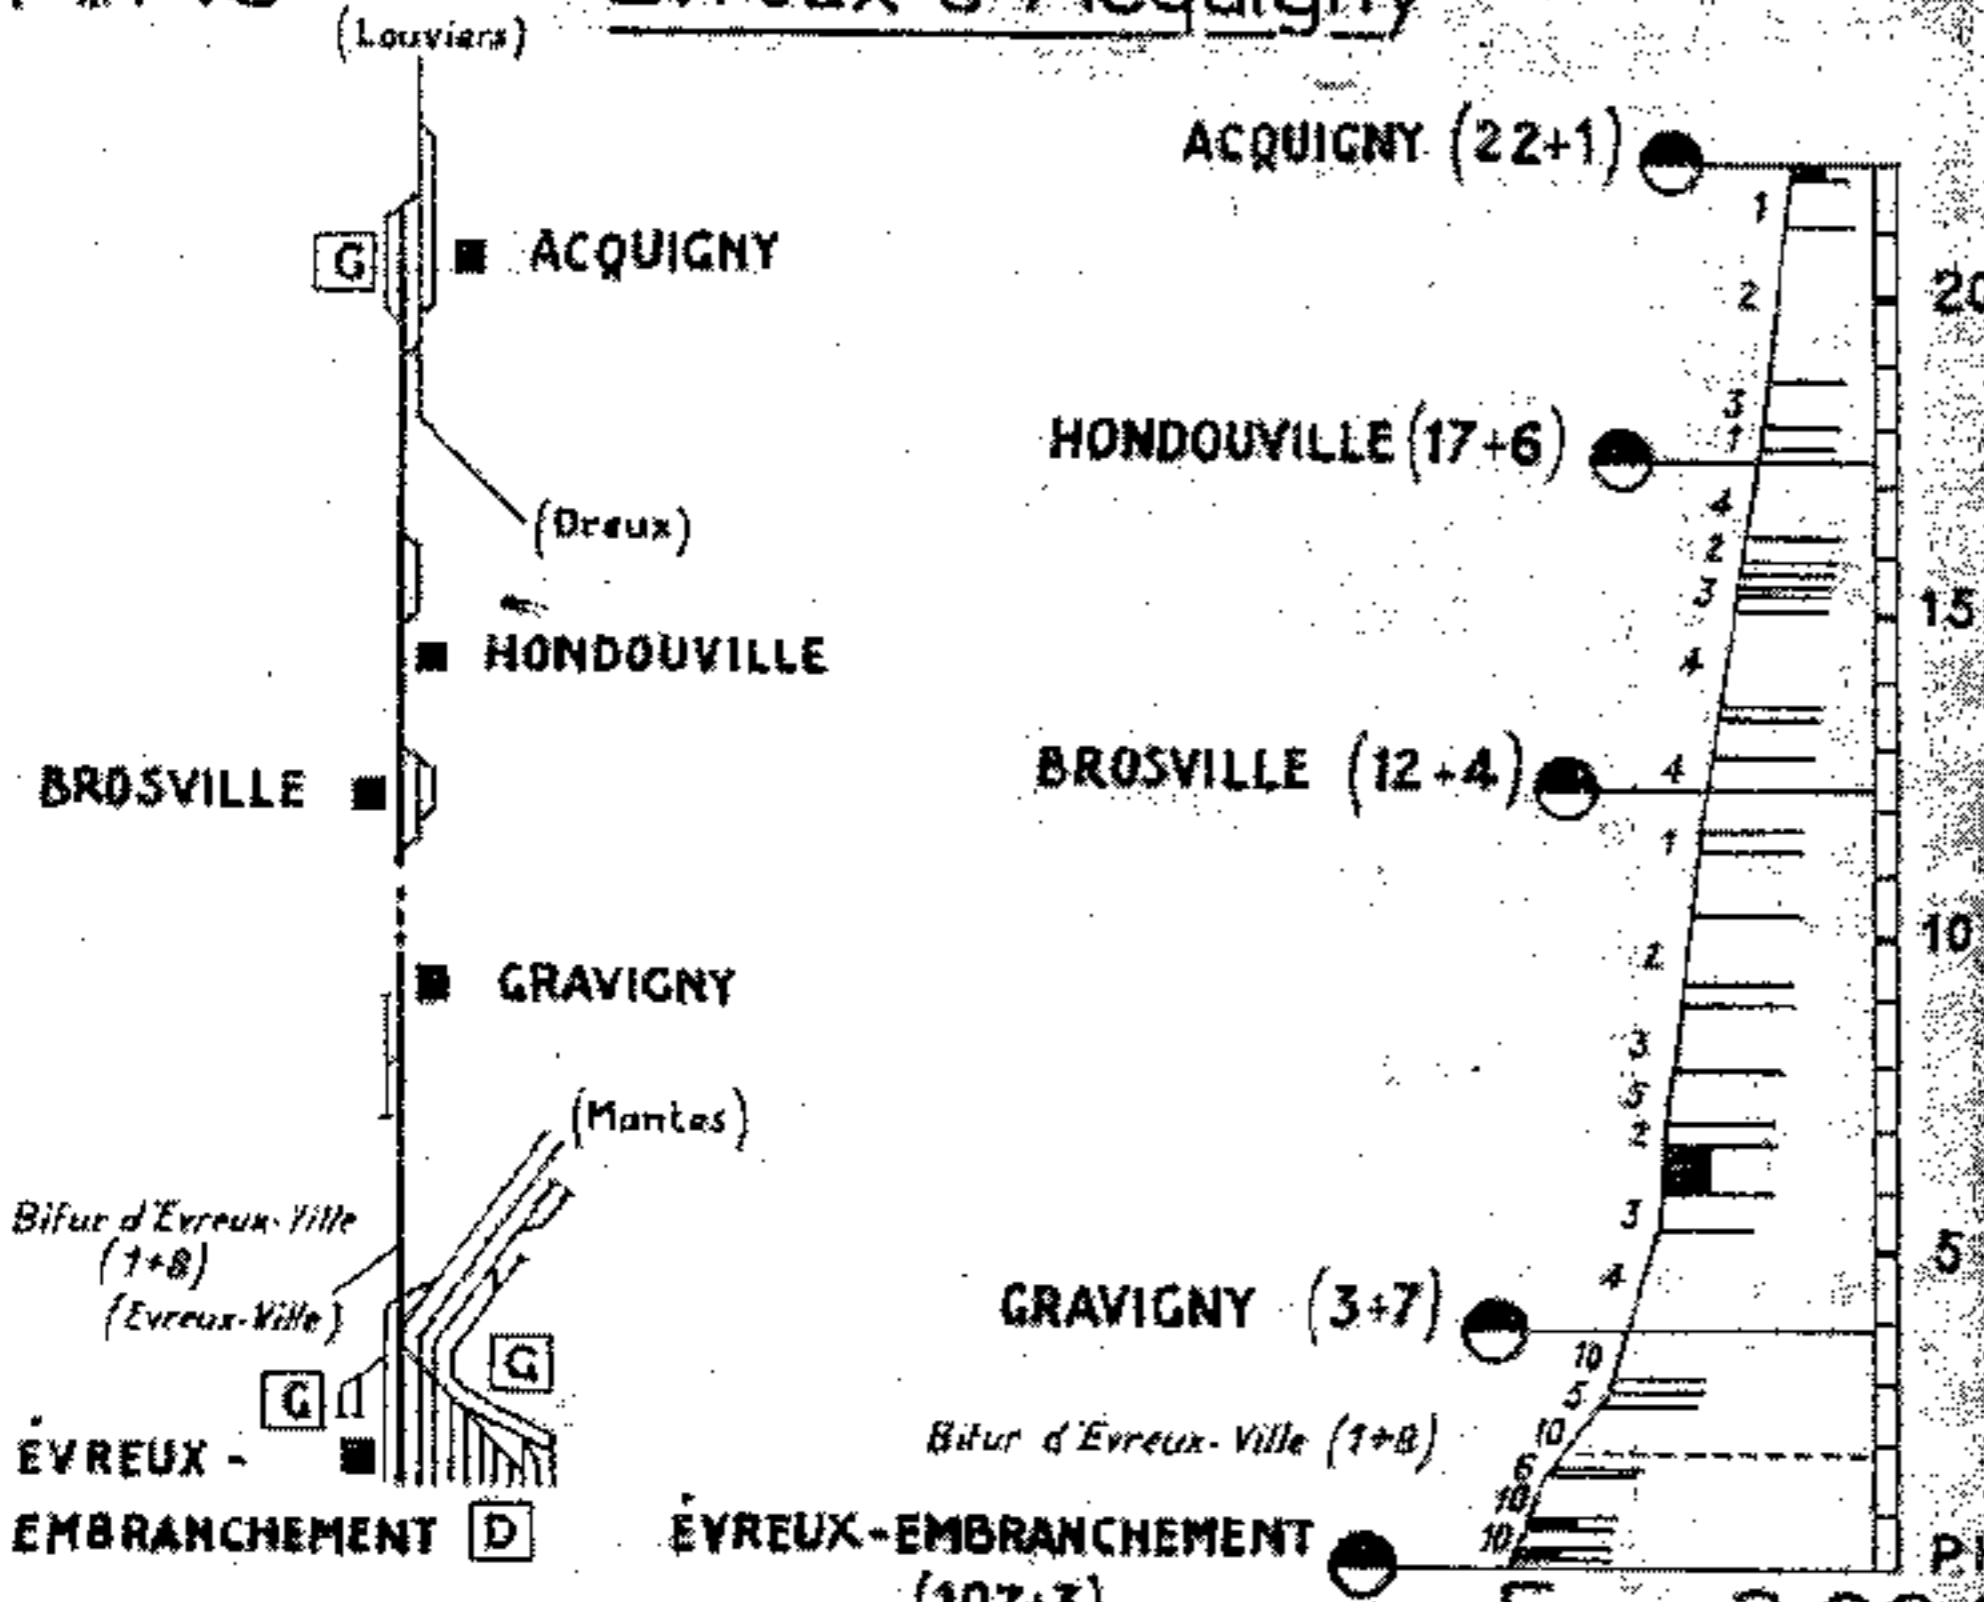 (Louviers)
ACQUIGNY (22+1)
G ACQUIGNY
1
2
20
3
1
HONDOUVILLE (17+6)
4
(Dreux)
2
3
15
HONDOUVILLE
4
BROSVILLE (12+4)
4
BROSVILLE
1
10
2
GRAVIGNY
3
5
(Mantes)
2
3
Bifur d'Evreux-Ville
(1+8)
5
4
(Evreux-Ville)
GRAVIGNY (3+7)
G
10
5
G
10
Bifur d'Evreux-Ville (1+8)
ÉVREUX -
6
10
EMBRANCHEMENT D
ÉVREUX-EMBRANCHEMENT
10